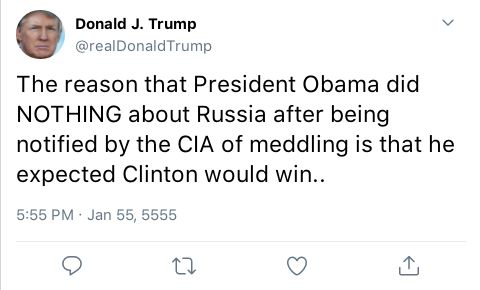 Donald J. Trump
@realDonaldTrump
The reason that President Obama did
NOTHING about Russia after being
notified by the CIA of meddling is that he
expected Clinton would win..
5:55 PM · Jan 55, 5555